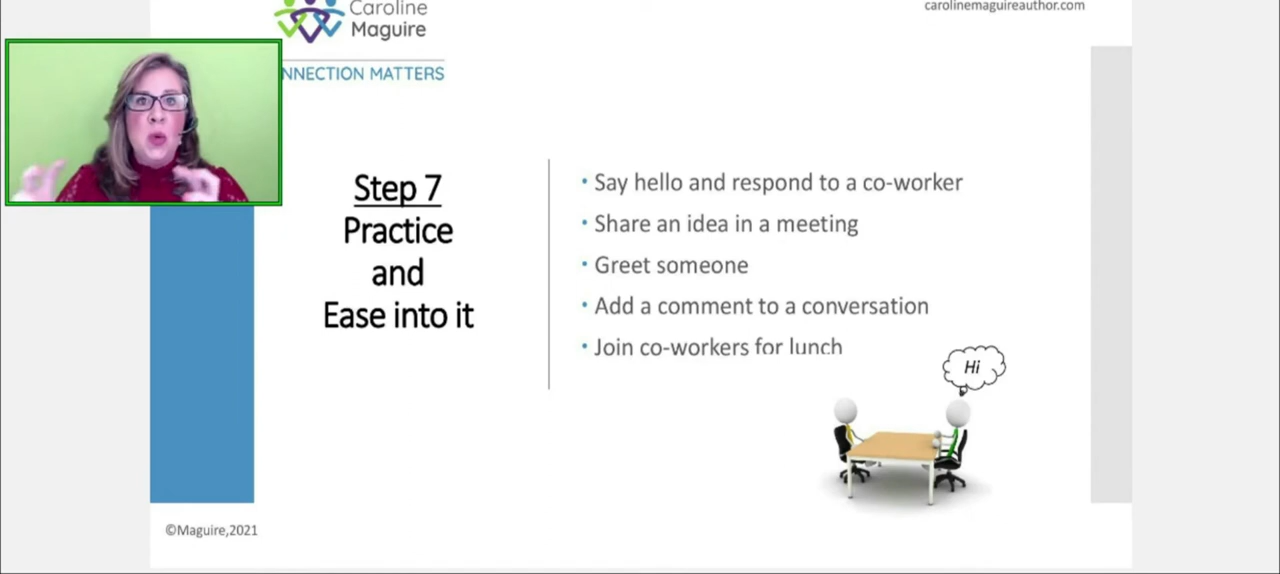 Caroline
Maguire
carolinemaguireauthor.com
NNECTION MATTERS
Step 7
Practice
and
Ease into it
• Say hello and respond to a co-worker
• Share an idea in a meeting
• Greet someone
• Add a comment to a conversation
• Join co-workers for lunch
Hi
©Maguire,2021